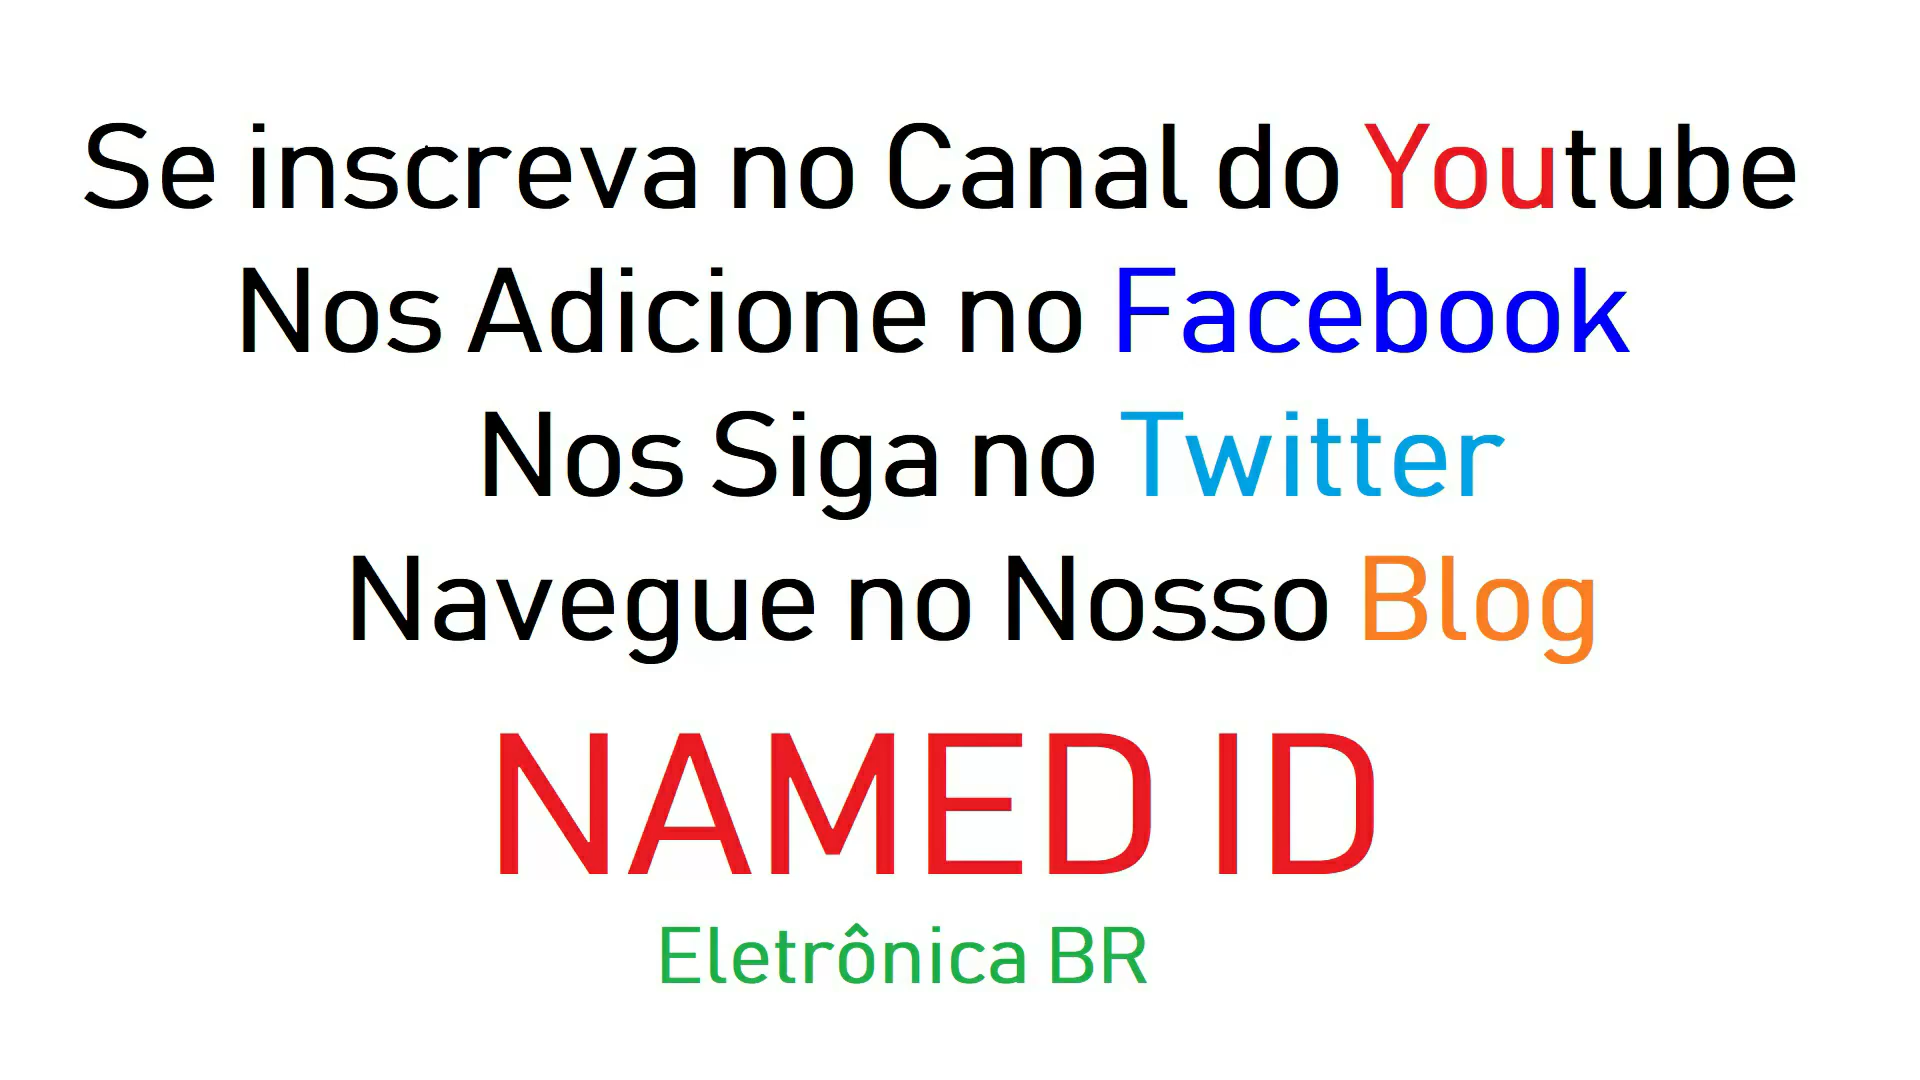 Se inscreva no Canal do Youtube
Nos Adicione no Facebook
Nos Siga no Twitter
Navegue no Nosso Blog
NAMED ID
Eletrônica BR